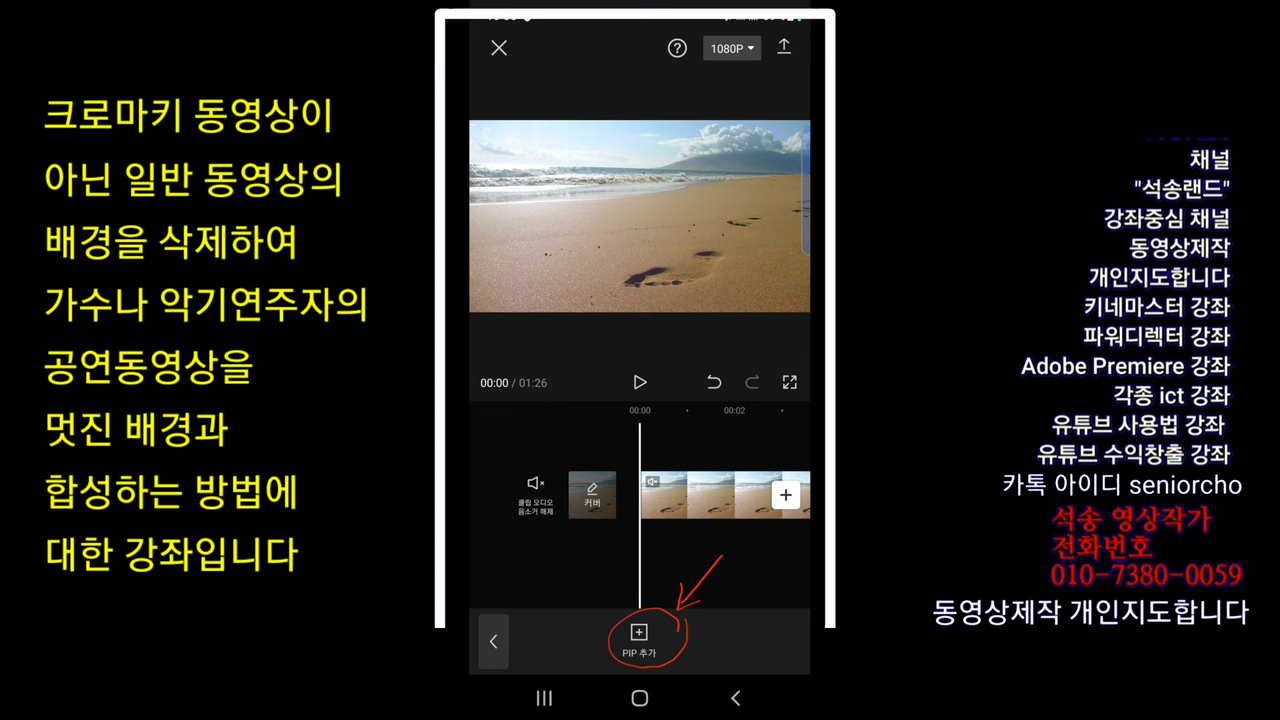 크로마키 동영상이
아닌 일반 동영상의
배경을 삭제하여
가수나 악기연주자의
공연동영상을
멋진 배경과
합성하는 방법에
대한 강좌입니다
1080P
00:00 / 01:26
00:00
00:02
클립 오디오
음소거 해제
커버
PIP 추가
채널
"석송랜드"
강좌중심 채널
동영상제작
개인지도합니다
키네마스터 강좌
파워디렉터 강좌
Adobe Premiere 강좌
각종 ict 강좌
유튜브 사용법 강좌
유튜브 수익창출 강좌
카톡 아이디 seniorcho
석송 영상작가
전화번호
010-7380-0059
동영상제작 개인지도합니다